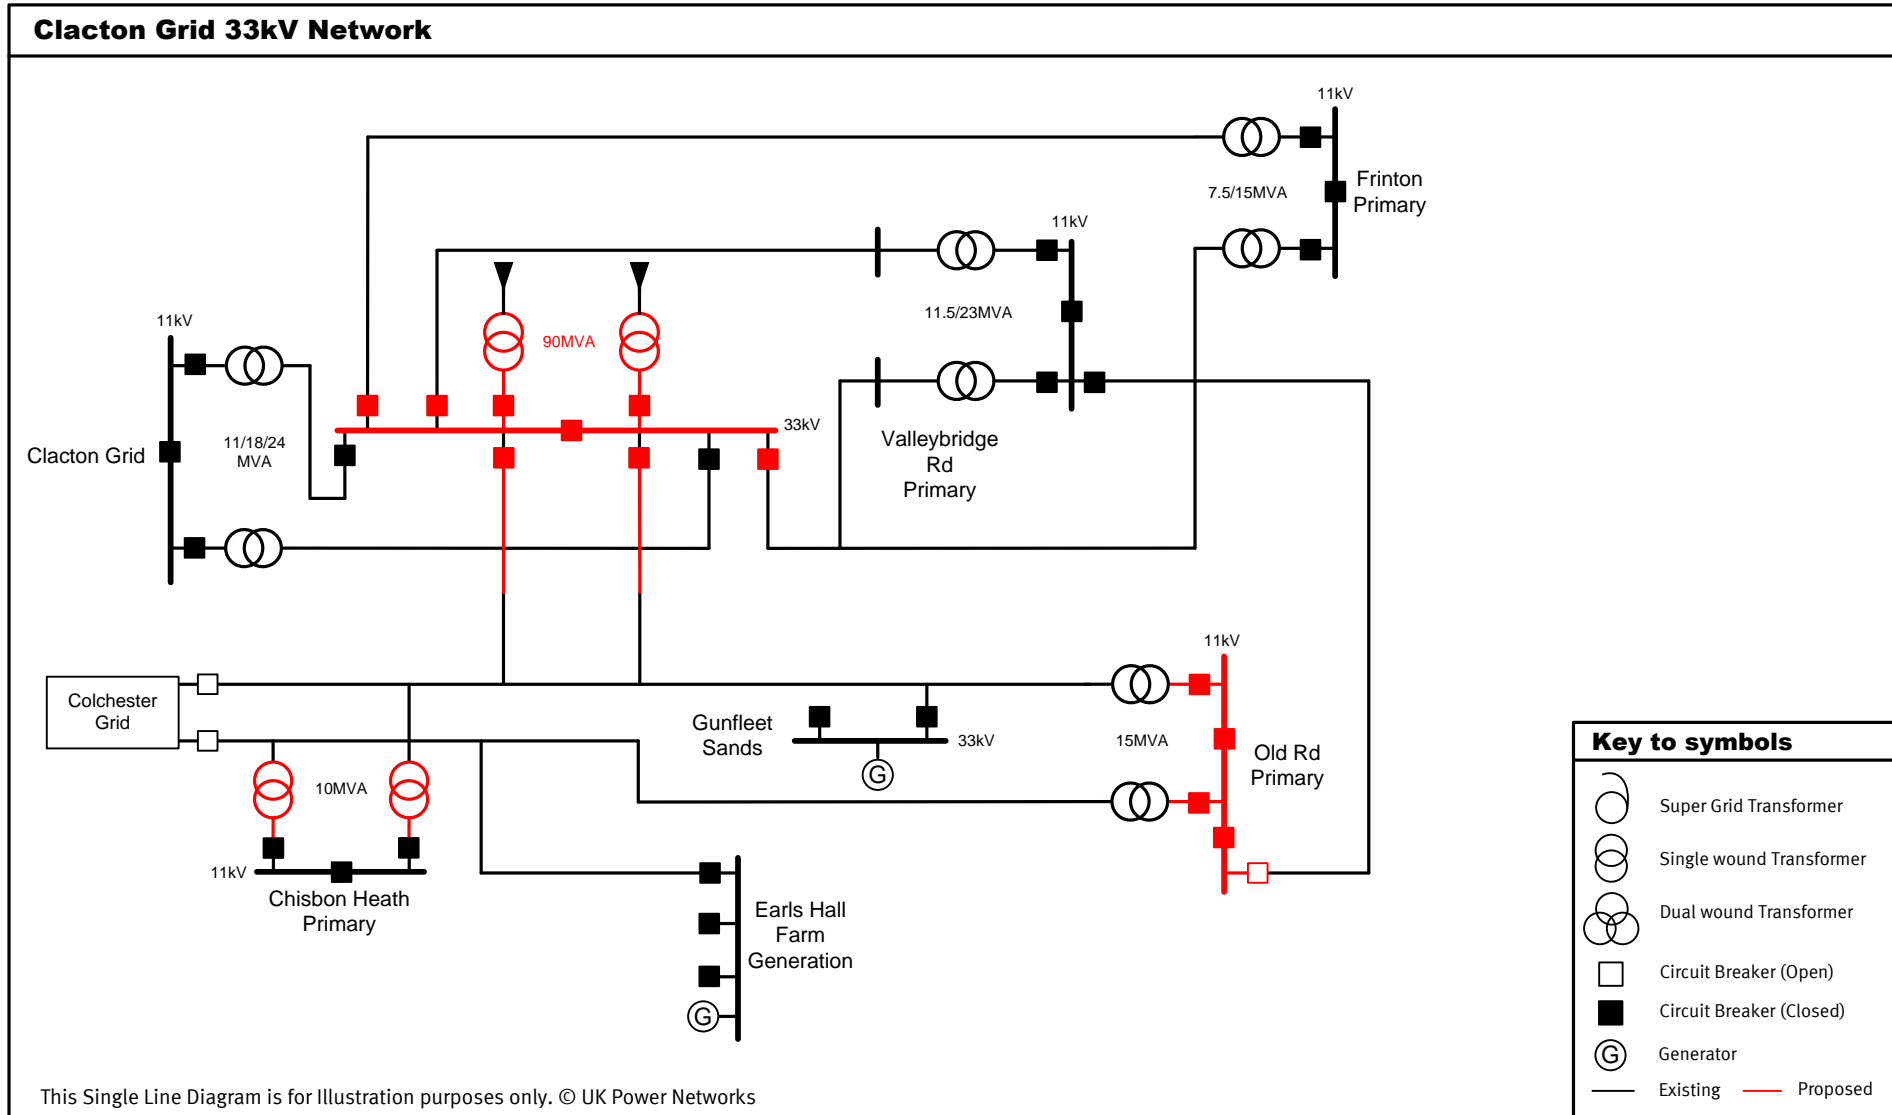 Clacton Grid 33kV Network
11kV
7.5/15MVA
Frinton
Primary
11kV
11.5/23MVA
11kV
90MVA
33kV
11/18/24
MVA
Clacton Grid
Valleybridge
Rd
Primary
Colchester
Grid
11kV
Gunfleet
Sands
33kV
G
15MVA
Old Rd
Primary
10MVA
11kV
Chisbon Heath
Primary
Earls Hall
Farm
Generation
G
Key to symbols
Super Grid Transformer
Single wound Transformer
Dual wound Transformer
Circuit Breaker (Open)
Circuit Breaker (Closed)
G Generator
Existing Proposed
This Single Line Diagram is for Illustration purposes only. © UK Power Networks